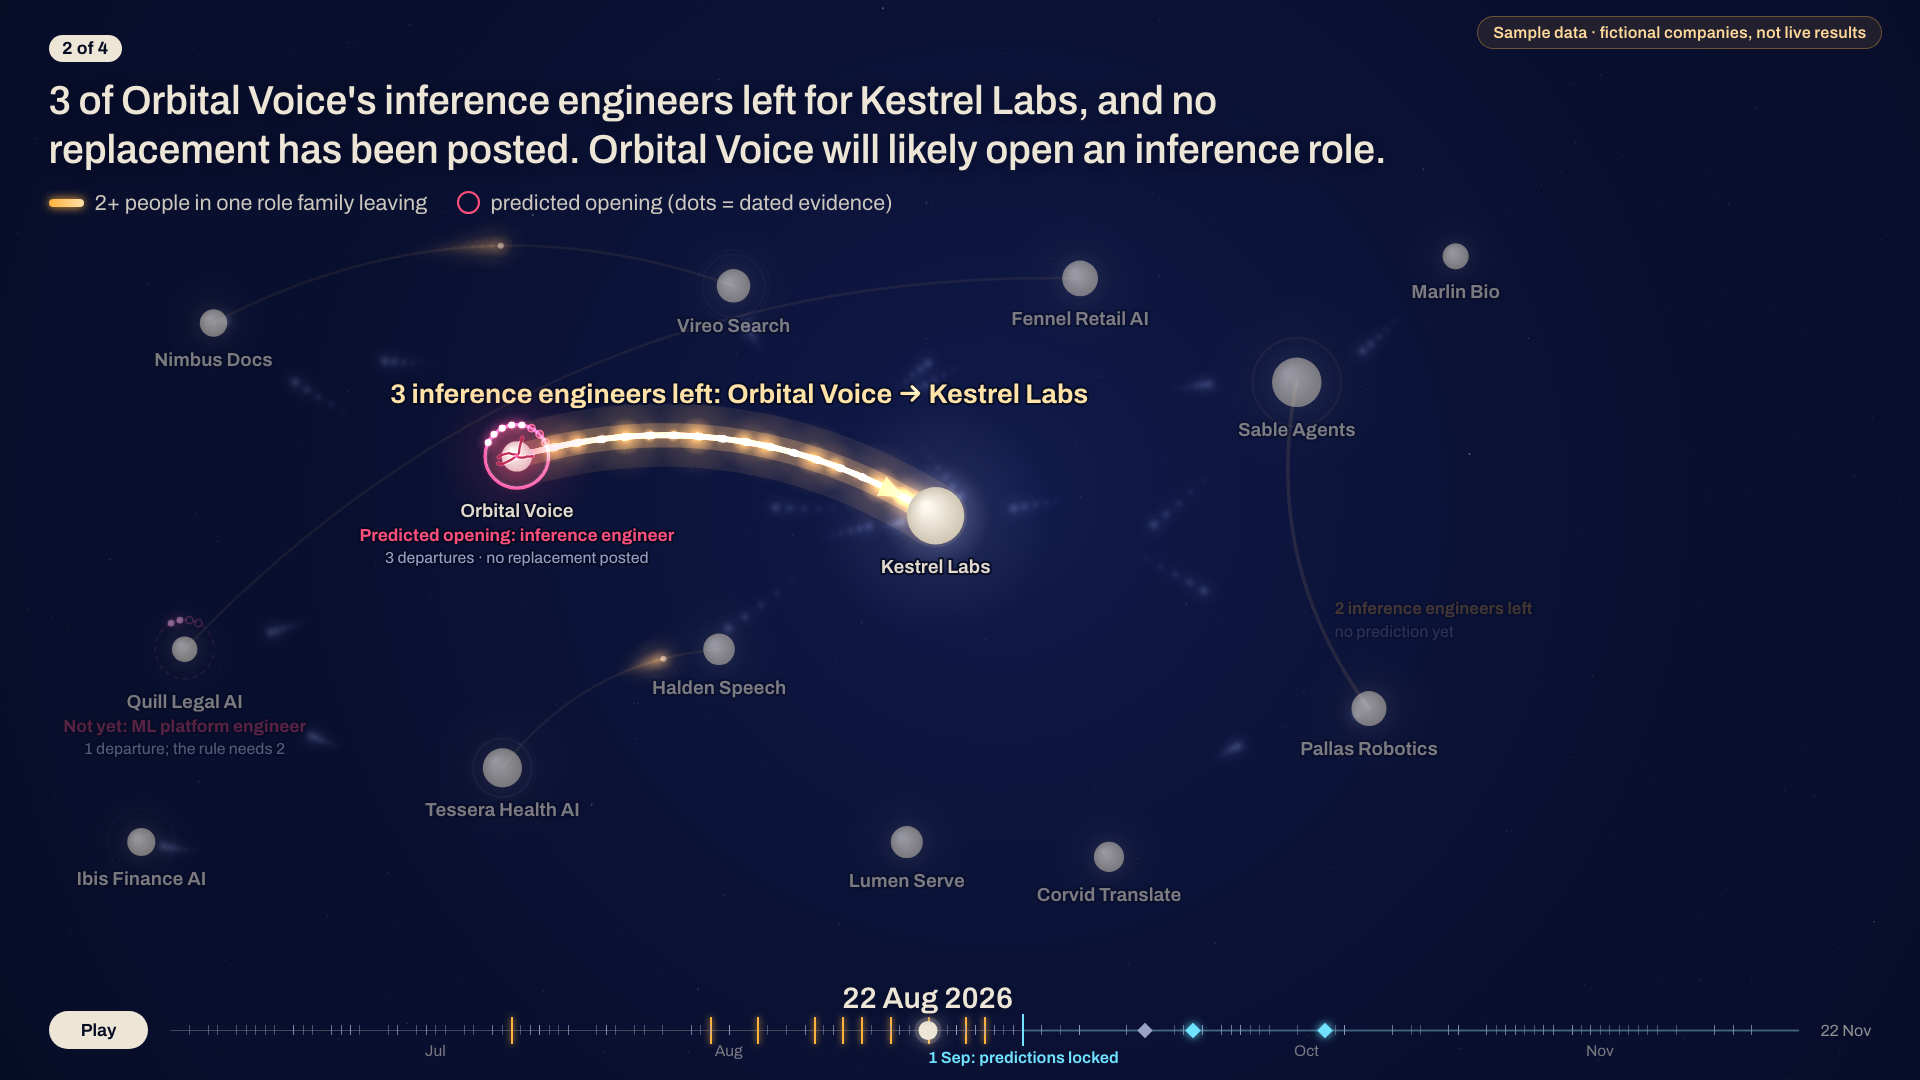 2 of 4
Sample data · fictional companies, not live results
3 of Orbital Voice's inference engineers left for Kestrel Labs, and no
replacement has been posted. Orbital Voice will likely open an inference role.
2+ people in one role family leaving
predicted opening (dots = dated evidence)
Marlin Bio
Fennel Retail AI
Vireo Search
Nimbus Docs
3 inference engineers left: Orbital Voice → Kestrel Labs
Sable Agents
Orbital Voice
Predicted opening: inference engineer
3 departures · no replacement posted
Kestrel Labs
2 inference engineers left
no prediction yet
Halden Speech
Quill Legal AI
Not yet: ML platform engineer
1 departure; the rule needs 2
Pallas Robotics
Tessera Health AI
Ibis Finance AI
Lumen Serve
Corvid Translate
22 Aug 2026
Play
22 Nov
Jul
Aug
1 Sep: predictions locked
Oct
Nov